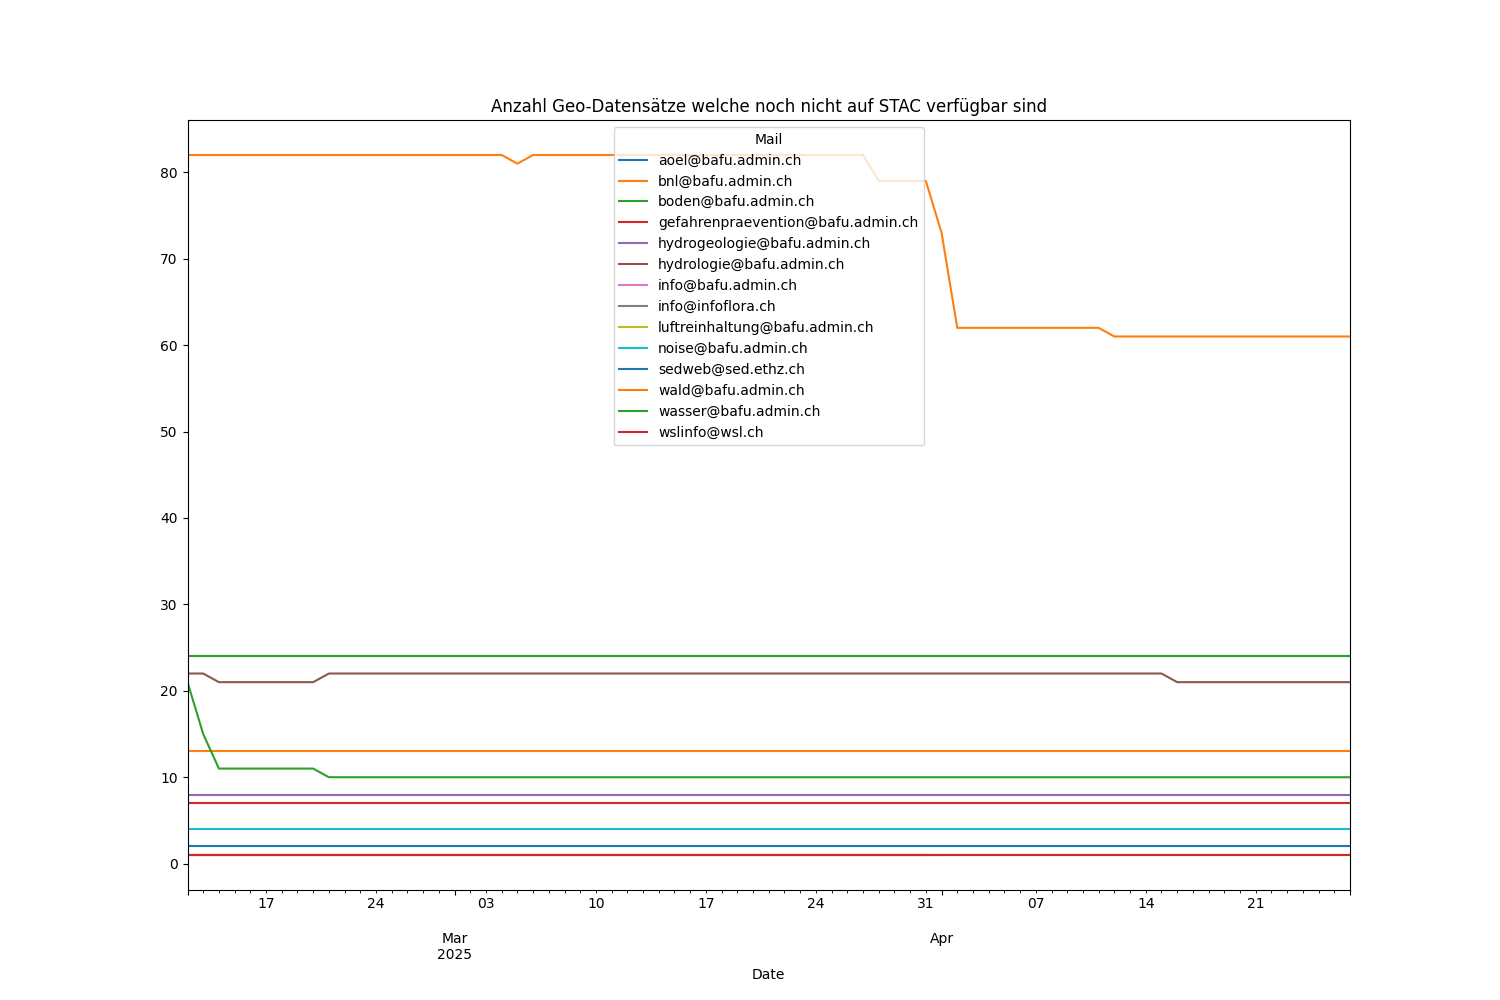 Anzahl Geo-Datensätze welche noch nicht auf STAC verfügbar sind
Mail
aoel@bafu.admin.ch
bnl@bafu.admin.ch
boden@bafu.admin.ch
gefahrenpraevention@bafu.admin.ch
hydrogeologie@bafu.admin.ch
hydrologie@bafu.admin.ch
info@bafu.admin.ch
info@infoflora.ch
luftreinhaltung@bafu.admin.ch
noise@bafu.admin.ch
sedweb@sed.ethz.ch
wald@bafu.admin.ch
wasser@bafu.admin.ch
wslinfo@wsl.ch
80
70
60
50
40
30
20
10
0
17 24 03 10 17 24 31 07 14 21
Mar Apr
2025
Date